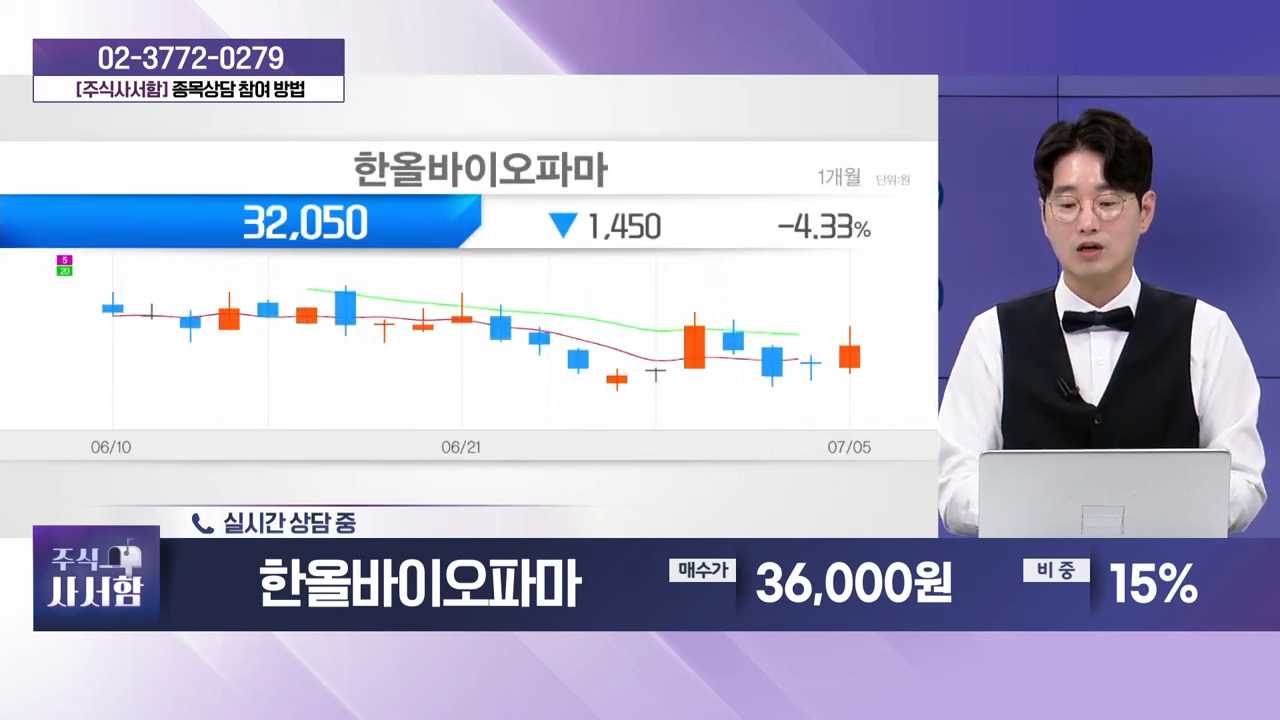 02-3772-0279
[주식사서함] 종목상담 참여 방법
한올바이오파마
1개월 단위:원
32,050 ▼ 1,450 -4.33%
5
20
06/10 06/21 07/05
실시간 상담 중
주식
사서함
한올바이오파마 매수가 36,000원 비중 15%